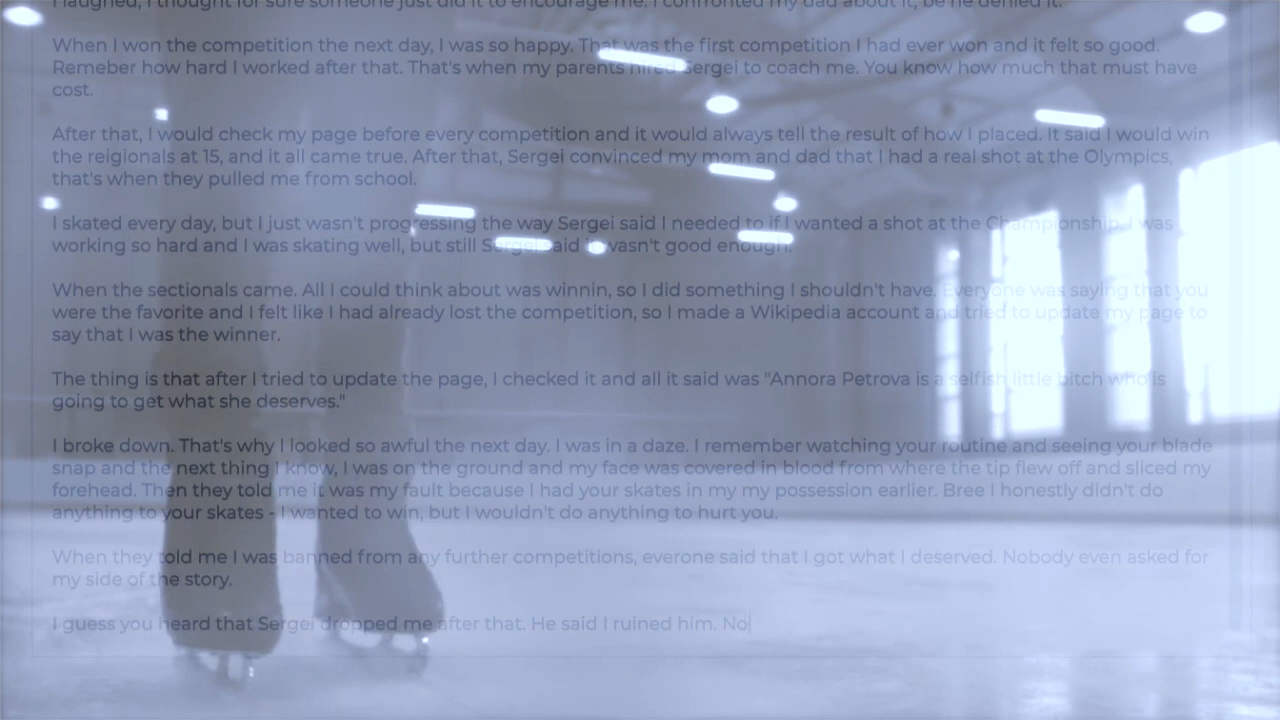 I laughed, I thought for sure someone just did it to encourage me. I confronted my dad about it, be he denied it.
When I won the competition the next day, I was so happy. That was the first competition I had ever won and it felt so good.
Remeber how hard I worked after that. That's when my parents hired Sergei to coach me. You know how much that must have
cost.
After that, I would check my page before every competition and it would always tell the result of how I placed. It said I would win
the reigionals at 15, and it all came true. After that, Sergei convinced my mom and dad that I had a real shot at the Olympics,
that's when they pulled me from school.
I skated every day, but I just wasn't progressing the way Sergei said I needed to if I wanted a shot at the Championship. I was
working so hard and I was skating well, but still Sergei said it wasn't good enough.
When the sectionals came. All I could think about was winnin, so I did something I shouldn't have. Everyone was saying that you
were the favorite and I felt like I had already lost the competition, so I made a Wikipedia account and tried to update my page to
say that I was the winner.
The thing is that after I tried to update the page, I checked it and all it said was "Annora Petrova is a selfish little bitch who is
going to get what she deserves."
I broke down. That's why I looked so awful the next day. I was in a daze. I remember watching your routine and seeing your blade
snap and the next thing I know, I was on the ground and my face was covered in blood from where the tip flew off and sliced my
forehead. Then they told me it was my fault because I had your skates in my my possession earlier. Bree I honestly didn't do
anything to your skates - I wanted to win, but I wouldn't do anything to hurt you.
When they told me I was banned from any further competitions, everone said that I got what I deserved. Nobody even asked for
my side of the story.
I guess you heard that Sergei dropped me after that. He said I ruined him. No